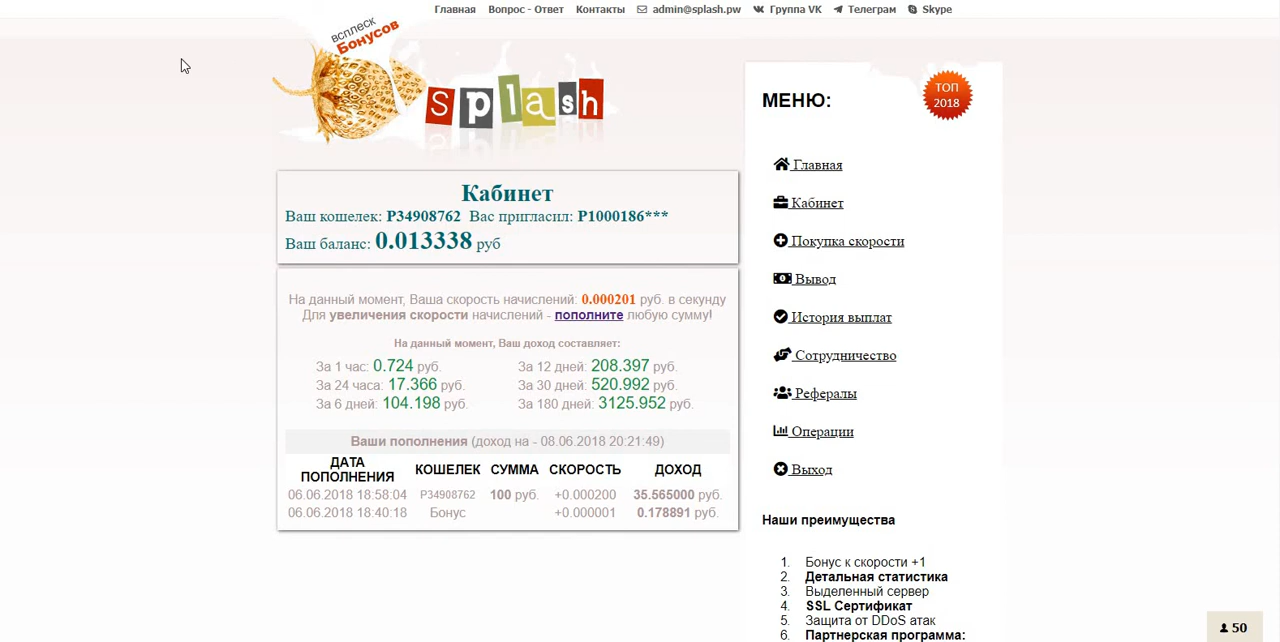 Главная Вопрос - Ответ Контакты admin@splash.pw Группа VK Телеграм Skype
всплеск
Бонусов
Splash
Кабинет
Ваш кошелек: P34908762 Вас пригласил: P1000186***
Ваш баланс: 0.013338 руб
На данный момент, Ваша скорость начислений: 0.000201 руб. в секунду
Для увеличения скорости начислений - пополните любую сумму!
На данный момент, Ваш доход составляет:
За 1 час: 0.724 руб. За 12 дней: 208.397 руб.
За 24 часа: 17.366 руб. За 30 дней: 520.992 руб.
За 6 дней: 104.198 руб. За 180 дней: 3125.952 руб.
Ваши пополнения (доход на - 08.06.2018 20:21:49)
ДАТА ПОПОЛНЕНИЯ КОШЕЛЕК СУММА СКОРОСТЬ ДОХОД
06.06.2018 18:58:04 P34908762 100 руб. +0.000200 35.565000 руб.
06.06.2018 18:40:18 Бонус +0.000001 0.178891 руб.
МЕНЮ:
ТОП
2018
Главная
Кабинет
Покупка скорости
Вывод
История выплат
Сотрудничество
Рефералы
Операции
Выход
Наши преимущества
1. Бонус к скорости +1
2. Детальная статистика
3. Выделенный сервер
4. SSL Сертификат
5. Защита от DDoS атак
6. Партнерская программа:
50